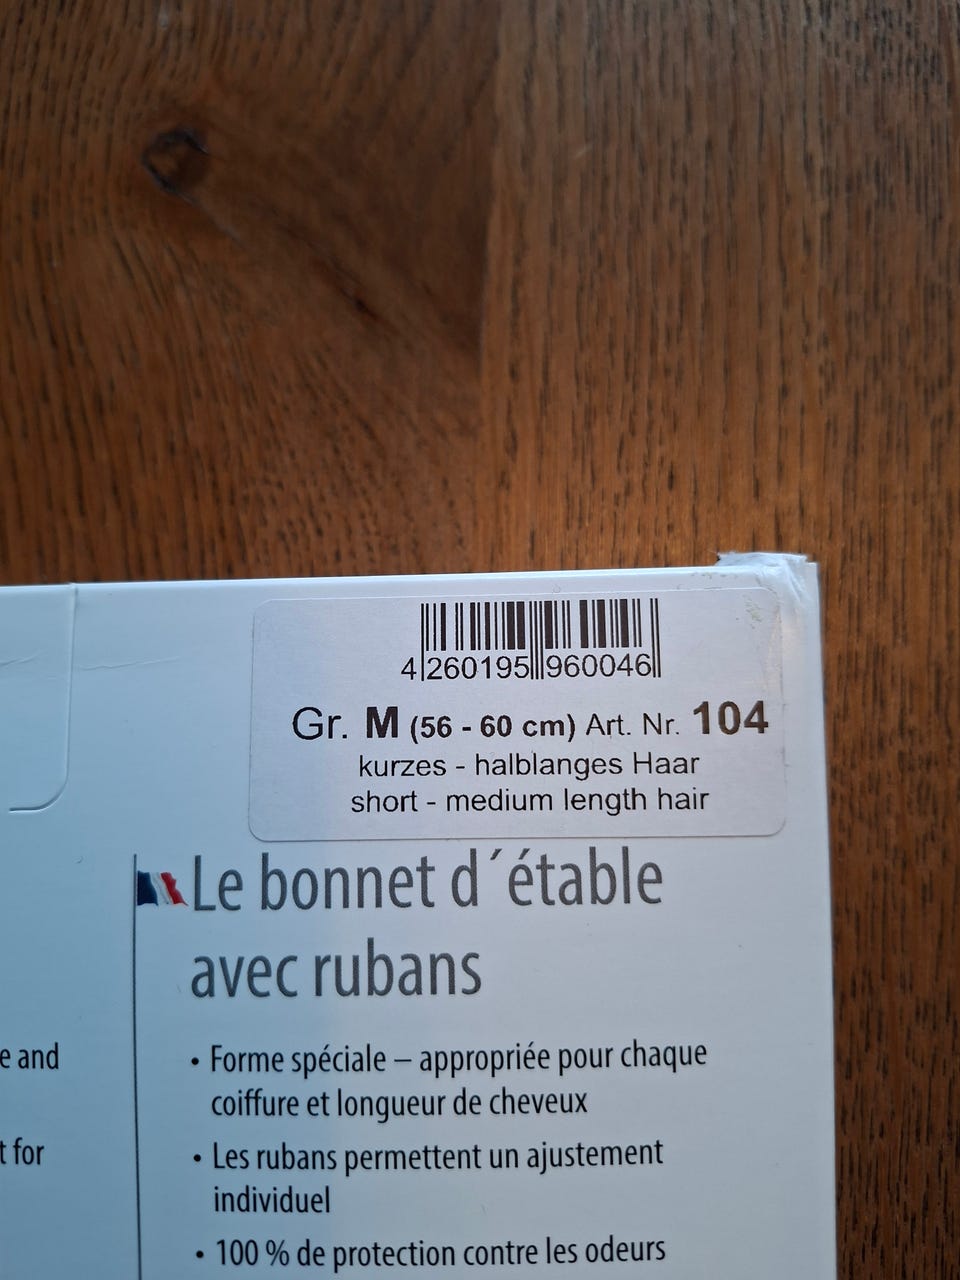 4 260195 960046
Gr. M (56 - 60 cm) Art. Nr. 104
kurzes - halblanges Haar
short - medium length hair
Le bonnet d´étable
avec rubans
• Forme spéciale – appropriée pour chaque
coiffure et longueur de cheveux
• Les rubans permettent un ajustement
individuel
• 100 % de protection contre les odeurs
and
for